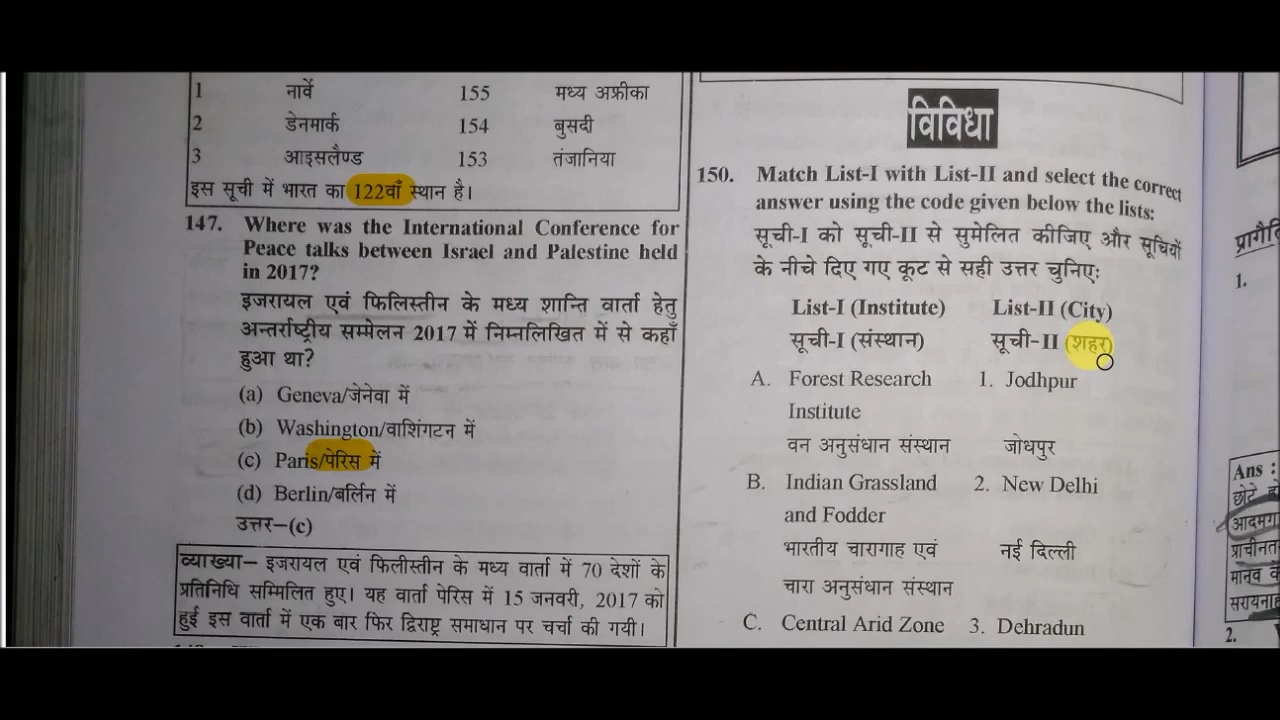 1 नार्वे 155 मध्य अफ्रीका
2 डेनमार्क 154 बुसदी
3 आइसलैण्ड 153 तंजानिया
इस सूची में भारत का 122वाँ स्थान है।
147. Where was the International Conference for
Peace talks between Israel and Palestine held
in 2017?
इजरायल एवं फिलिस्तीन के मध्य शान्ति वार्ता हेतु
अन्तर्राष्ट्रीय सम्मेलन 2017 में निम्नलिखित में से कहाँ
हुआ था?
(a) Geneva/जेनेवा में
(b) Washington/वाशिंगटन में
(c) Paris/पेरिस में
(d) Berlin/बर्लिन में
उत्तर–(c)
व्याख्या– इजरायल एवं फिलीस्तीन के मध्य वार्ता में 70 देशों के
प्रतिनिधि सम्मिलित हुए। यह वार्ता पेरिस में 15 जनवरी, 2017 को
हुई इस वार्ता में एक बार फिर द्विराष्ट्र समाधान पर चर्चा की गयी।
विविधा
150. Match List-I with List-II and select the correct
answer using the code given below the lists:
सूची-I को सूची-II से सुमेलित कीजिए और सूचियों
के नीचे दिए गए कूट से सही उत्तर चुनिए:
List-I (Institute) List-II (City)
सूची-I (संस्थान) सूची-II (शहर)
A. Forest Research 1. Jodhpur
Institute
वन अनुसंधान संस्थान जोधपुर
B. Indian Grassland 2. New Delhi
and Fodder
भारतीय चारागाह एवं नई दिल्ली
चारा अनुसंधान संस्थान
C. Central Arid Zone 3. Dehradun
1.
Ans :
2.